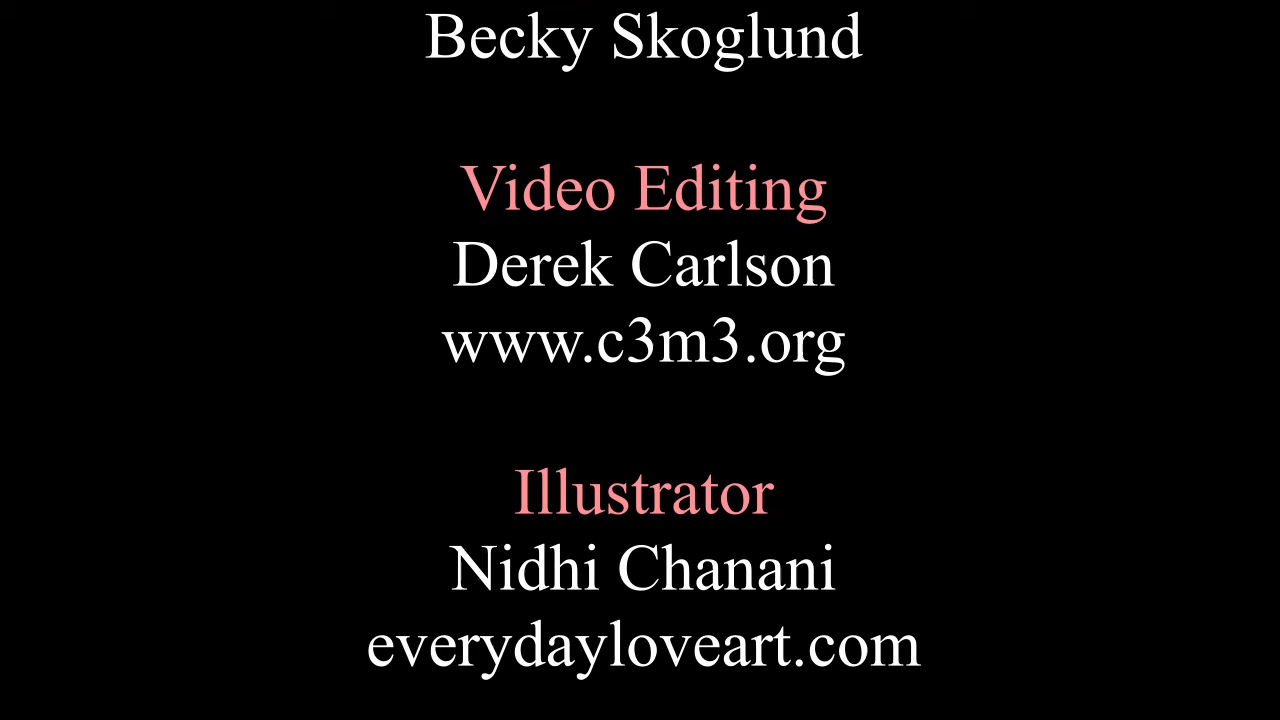 Becky Skoglund
Video Editing
Derek Carlson
www.c3m3.org
Illustrator
Nidhi Chanani
everydayloveart.com